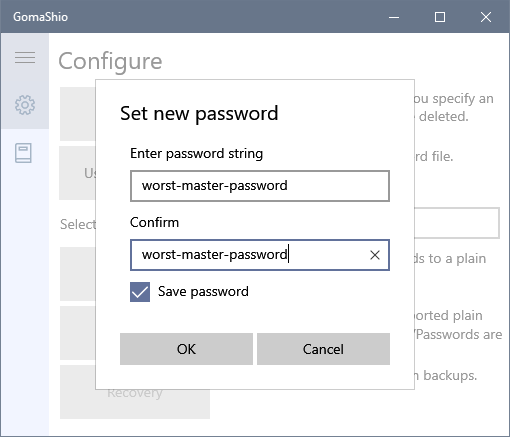 GomaShio
Configure
ou specify an
deleted.
Set new password
Enter password string
rd file.
worst-master-password
Us
Confirm
Select
worst-master-password
ds to a plain
Save password
ported plain
/Passwords are
OK Cancel
n backups.
Recovery